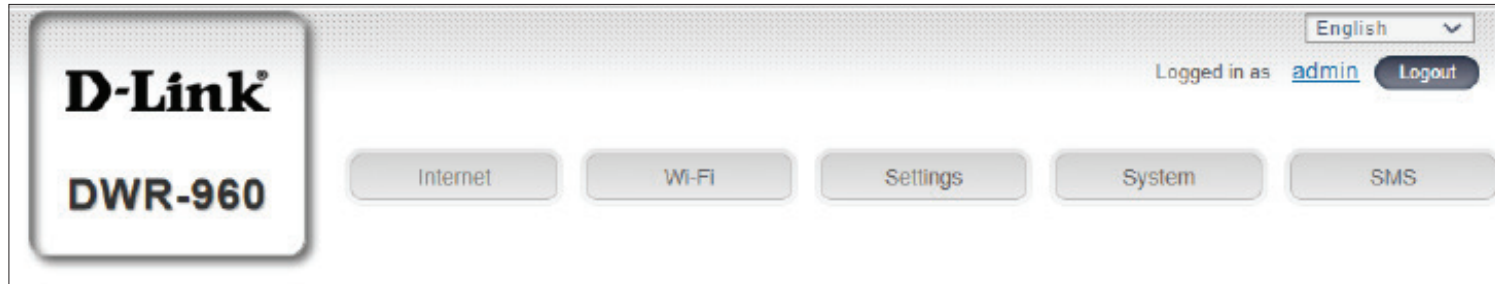 English
Logged in as admin Logout
D-Link®
DWR-960
Internet Wi-Fi Settings System SMS